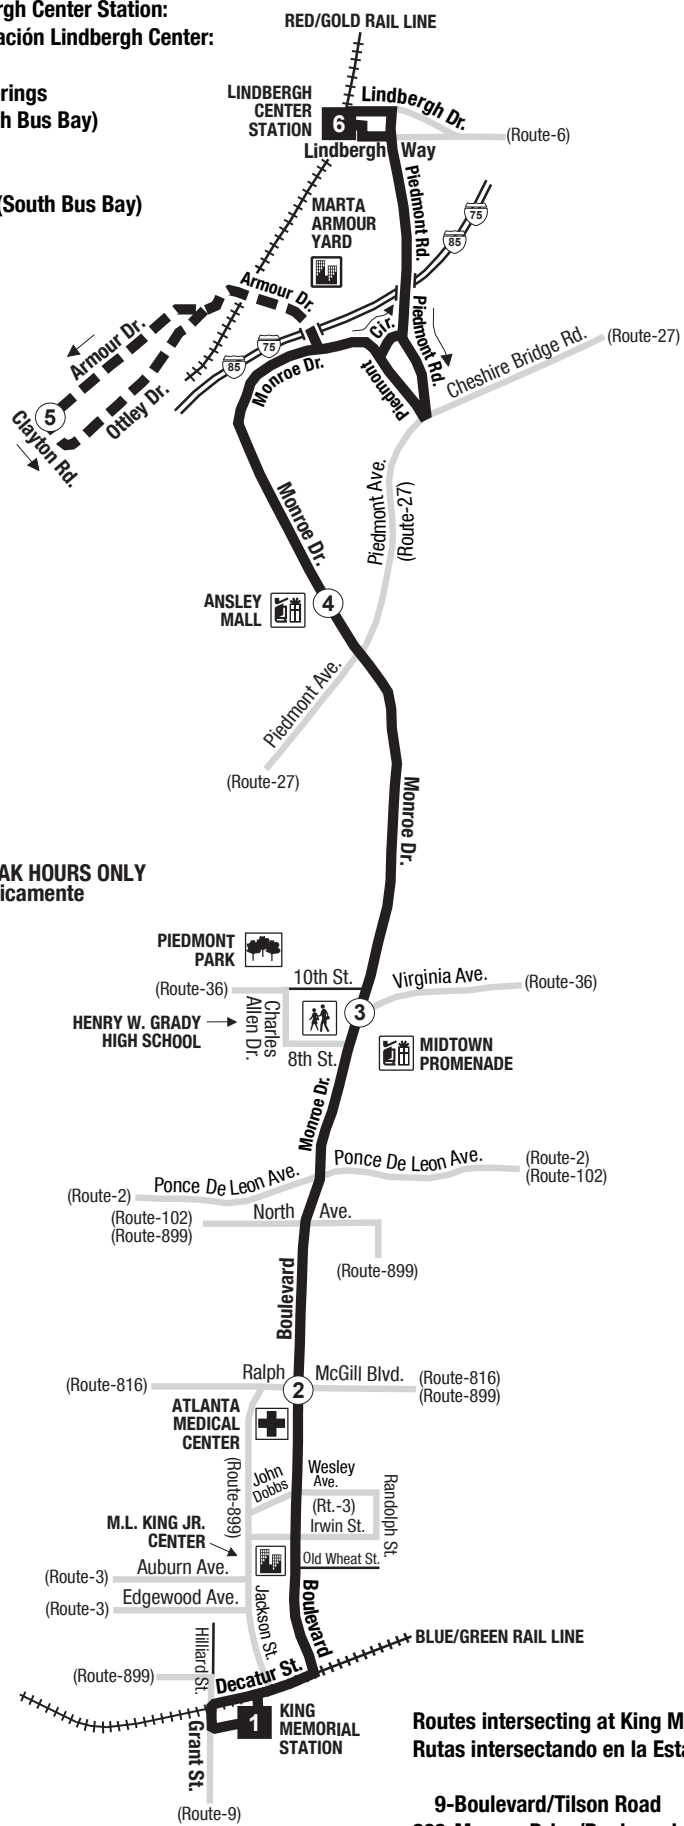 rgh Center Station:
ación Lindbergh Center:
rings
h Bus Bay)
(South Bus Bay)
RED/GOLD RAIL LINE
LINDBERGH
CENTER
STATION
6
Lindbergh Dr.
(Route-6)
Lindbergh Way
Piedmont Rd.
MARTA
ARMOUR
YARD
75
85
Armour Dr.
Cir.
Piedmont Rd.
Piedmont
Cheshire Bridge Rd.
(Route-27)
75
85
Monroe Dr.
Armour Dr.
Ottley Dr.
5
Clayton Rd.
Monroe Dr.
Piedmont Ave.
(Route-27)
ANSLEY
MALL
4
Piedmont Ave.
(Route-27)
Monroe Dr.
AK HOURS ONLY
icamente
PIEDMONT
PARK
10th St.
Virginia Ave.
(Route-36)
(Route-36)
3
HENRY W. GRADY
HIGH SCHOOL
Charles
Allen Dr.
8th St.
MIDTOWN
PROMENADE
Monroe Dr.
Ponce De Leon Ave.
(Route-2)
(Route-102)
Ponce De Leon Ave.
(Route-2)
(Route-102)
(Route-899)
North Ave.
(Route-899)
Boulevard
Ralph McGill Blvd.
(Route-816)
(Route-816)
(Route-899)
2
ATLANTA
MEDICAL
CENTER
(Route-899)
John
Dobbs
Wesley
Ave.
(Rt.-3)
Irwin St.
Randolph St.
M.L. KING JR.
CENTER
Old Wheat St.
Auburn Ave.
(Route-3)
Edgewood Ave.
(Route-3)
Jackson St.
Boulevard
BLUE/GREEN RAIL LINE
Hilliard St.
(Route-899)
Decatur St.
1
KING
MEMORIAL
STATION
Grant St.
(Route-9)
Routes intersecting at King M
Rutas intersectando en la Esta
9-Boulevard/Tilson Road